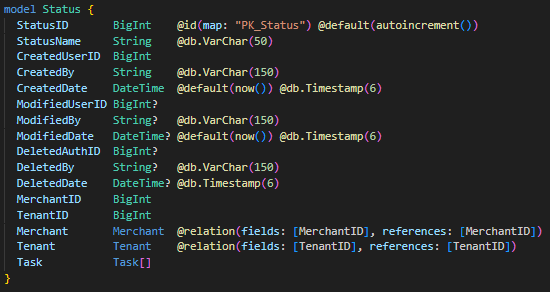 model Status {
  StatusID       BigInt    @id(map: "PK_Status") @default(autoincrement())
  StatusName     String    @db.VarChar(50)
  CreatedUserID  BigInt
  CreatedBy      String    @db.VarChar(150)
  CreatedDate    DateTime  @default(now()) @db.Timestamp(6)
  ModifiedUserID BigInt?
  ModifiedBy     String?   @db.VarChar(150)
  ModifiedDate   DateTime? @default(now()) @db.Timestamp(6)
  DeletedAuthID  BigInt?
  DeletedBy      String?   @db.VarChar(150)
  DeletedDate    DateTime? @db.Timestamp(6)
  MerchantID     BigInt
  TenantID       BigInt
  Merchant       Merchant  @relation(fields: [MerchantID], references: [MerchantID])
  Tenant         Tenant    @relation(fields: [TenantID], references: [TenantID])
  Task           Task[]
}